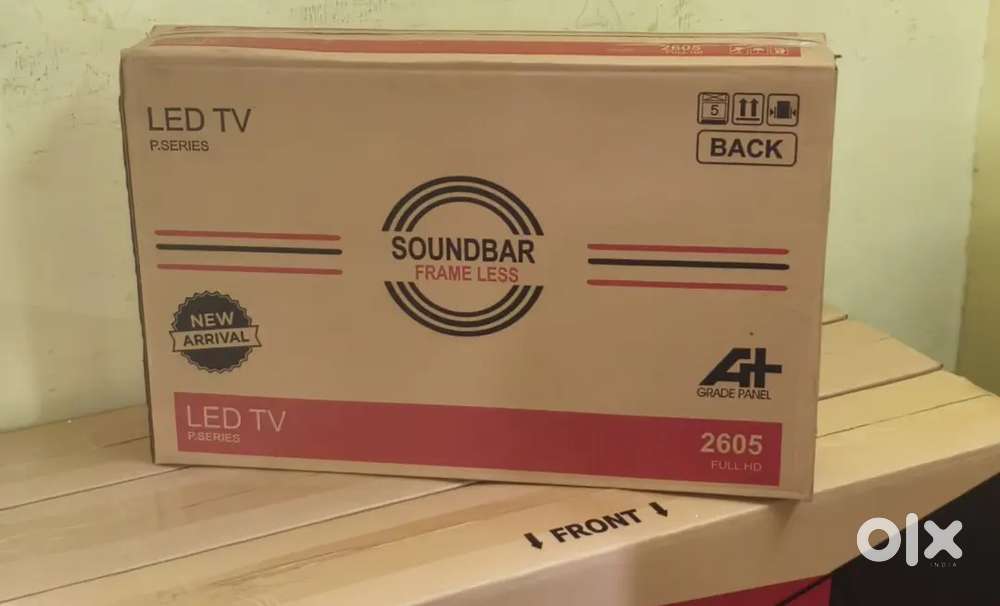 2605
LED TV
P.SERIES
5
BACK
SOUNDBAR
FRAME LESS
NEW
ARRIVAL
A+
GRADE PANEL
LED TV
P.SERIES
2605
FULL HD
FRONT
olx
INDIA